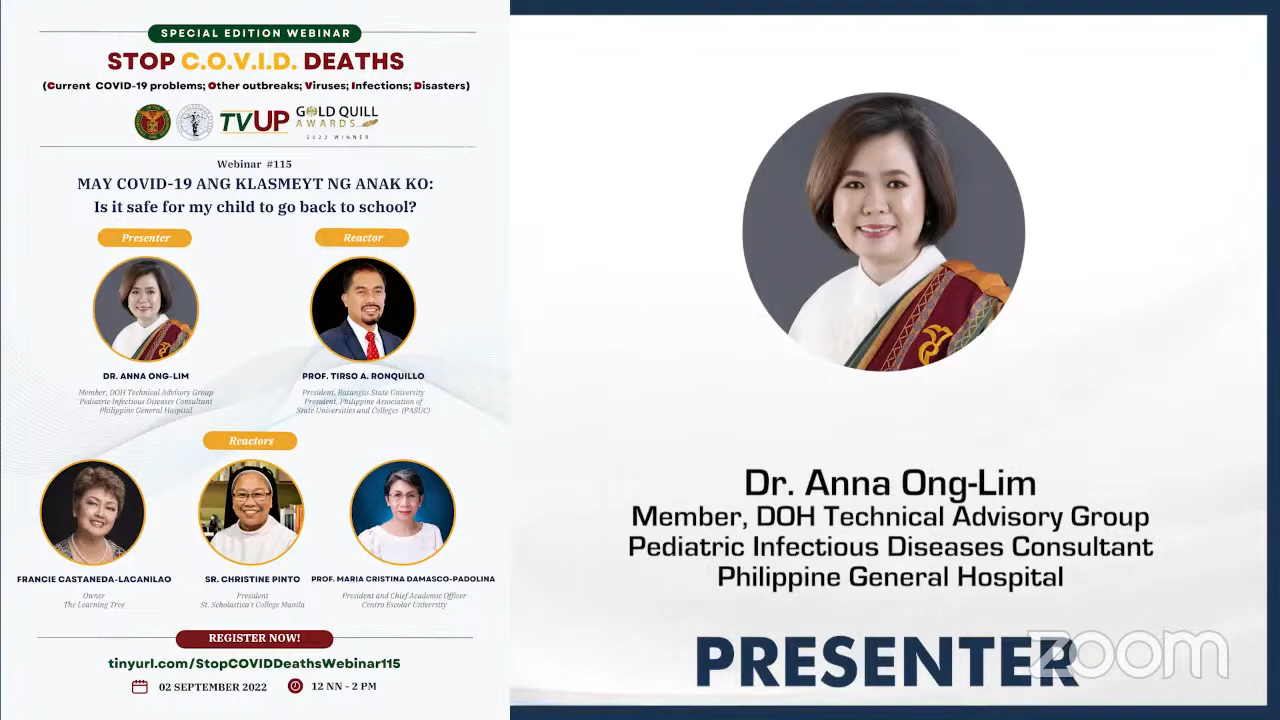 SPECIAL EDITION WEBINAR
STOP C.O.V.I.D. DEATHS
(Current COVID-19 problems; Other outbreaks; Viruses; Infections; Disasters)
TVUP
GOLD QUILL
AWARDS
2022 WINNER
Webinar #115
MAY COVID-19 ANG KLASMEYT NG ANAK KO:
Is it safe for my child to go back to school?
Presenter
Reactor
DR. ANNA ONG-LIM
Member, DOH Technical Advisory Group
Pediatric Infectious Diseases Consultant
Philippine General Hospital
PROF. TIRSO A. RONQUILLO
President, Batangas State University
President, Philippine Association of
State Universities and Colleges (PASUC)
Reactors
FRANCIE CASTANEDA-LACANILAO
Owner
The Learning Tree
SR. CHRISTINE PINTO
President
St. Scholastica's College Manila
PROF. MARIA CRISTINA DAMASCO-PADOLINA
President and Chief Academic Officer
Centro Escolar University
REGISTER NOW!
tinyurl.com/StopCOVIDDeathsWebinar115
02 SEPTEMBER 2022
12 NN - 2 PM
Dr. Anna Ong-Lim
Member, DOH Technical Advisory Group
Pediatric Infectious Diseases Consultant
Philippine General Hospital
PRESENTER
zoom